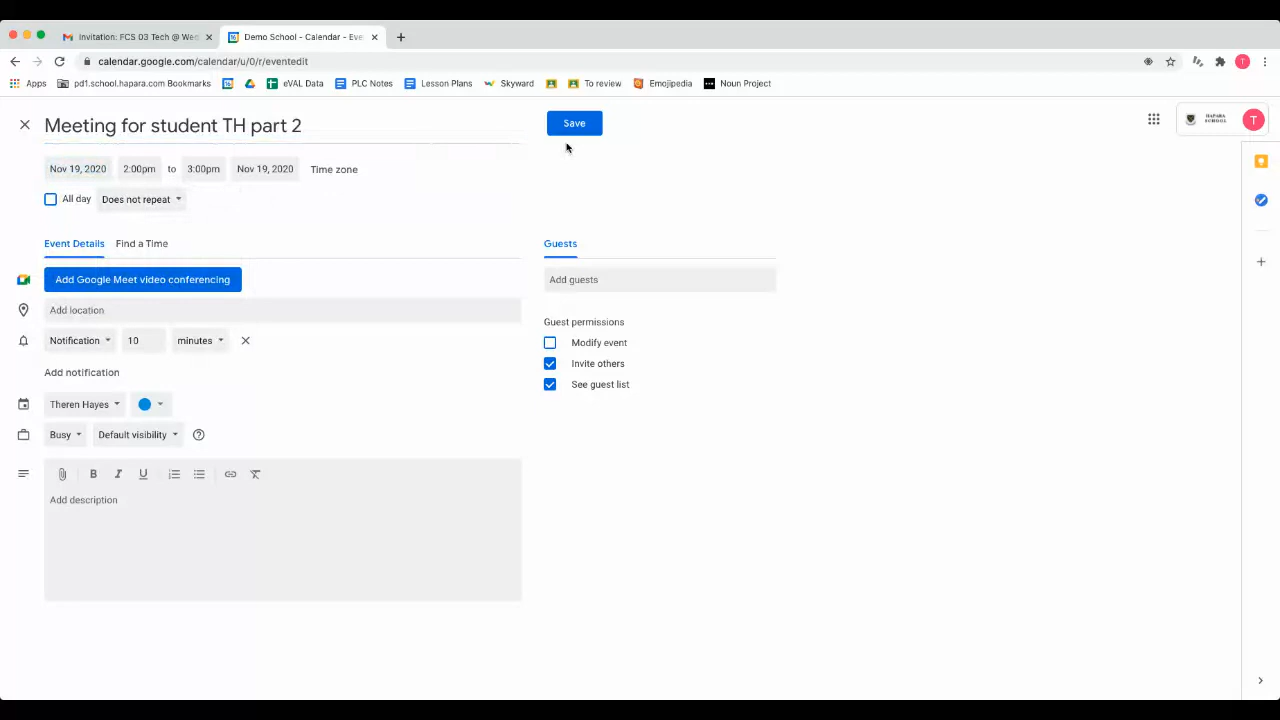 Invitation: FCS 03 Tech @ Wed
Demo School - Calendar - Eve
calendar.google.com/calendar/u/0/r/eventedit
T
Apps
pd1.school.hapara.com Bookmarks
eVAL Data
PLC Notes
Lesson Plans
Skyward
To review
Emojipedia
Noun Project
Meeting for student TH part 2
Save
HAPARA
SCHOOL
T
Nov 19, 2020 2:00pm to 3:00pm Nov 19, 2020 Time zone
All day Does not repeat
Event Details Find a Time
Guests
Add Google Meet video conferencing
Add guests
Add location
Guest permissions
Notification 10 minutes
Modify event
Invite others
Add notification
See guest list
Theren Hayes
Busy Default visibility
B I U
Add description